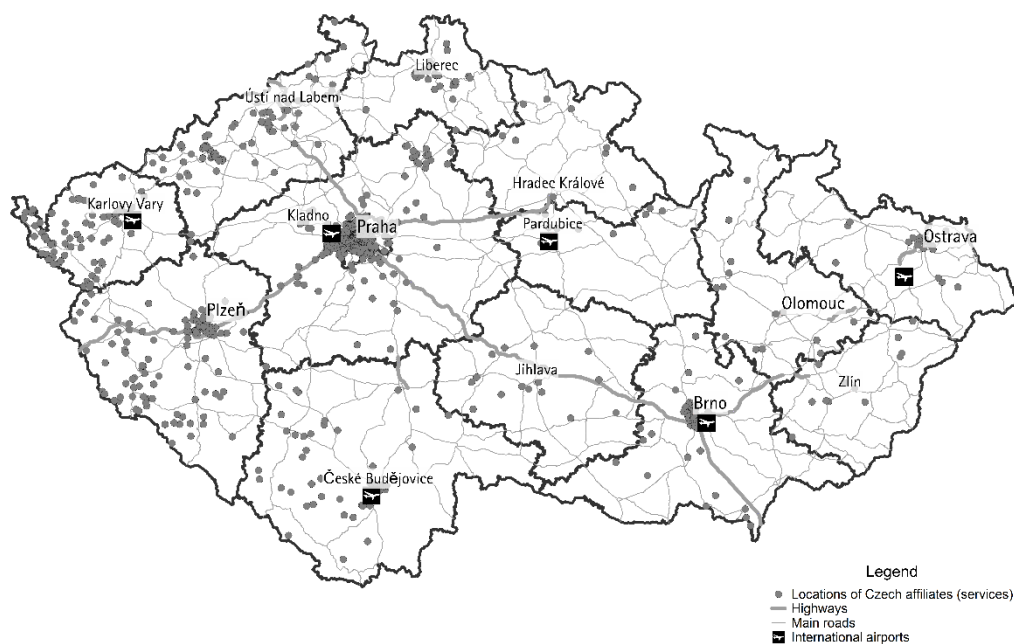 Liberec
Ústí nad Labem
Hradec Králové
Karlovy Vary
Kladno
Praha
Pardubice
Ostrava
Plzeň
Olomouc
Jihlava
Zlín
Brno
České Budějovice
Legend
Locations of Czech affiliates (services)
Highways
Main roads
International airports